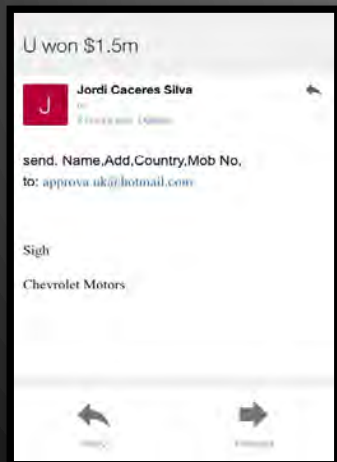 U won $1.5m
J
Jordi Caceres Silva
to
send. Name,Add,Country,Mob No,
to: approva.uk@hotmail.com
Sigh
Chevrolet Motors